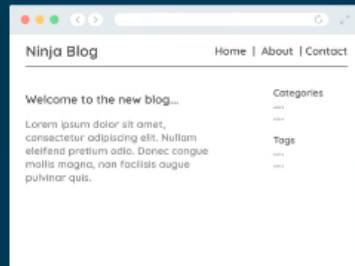 Ninja Blog
Home | About | Contact
Welcome to the new blog...
Lorem ipsum dolor sit amet,
consectetur adipiscing elit. Nullam
eleifend pretium odio. Donec congue
mollis magna, non facilisis augue
pulvinar quis.
Categories
Tags